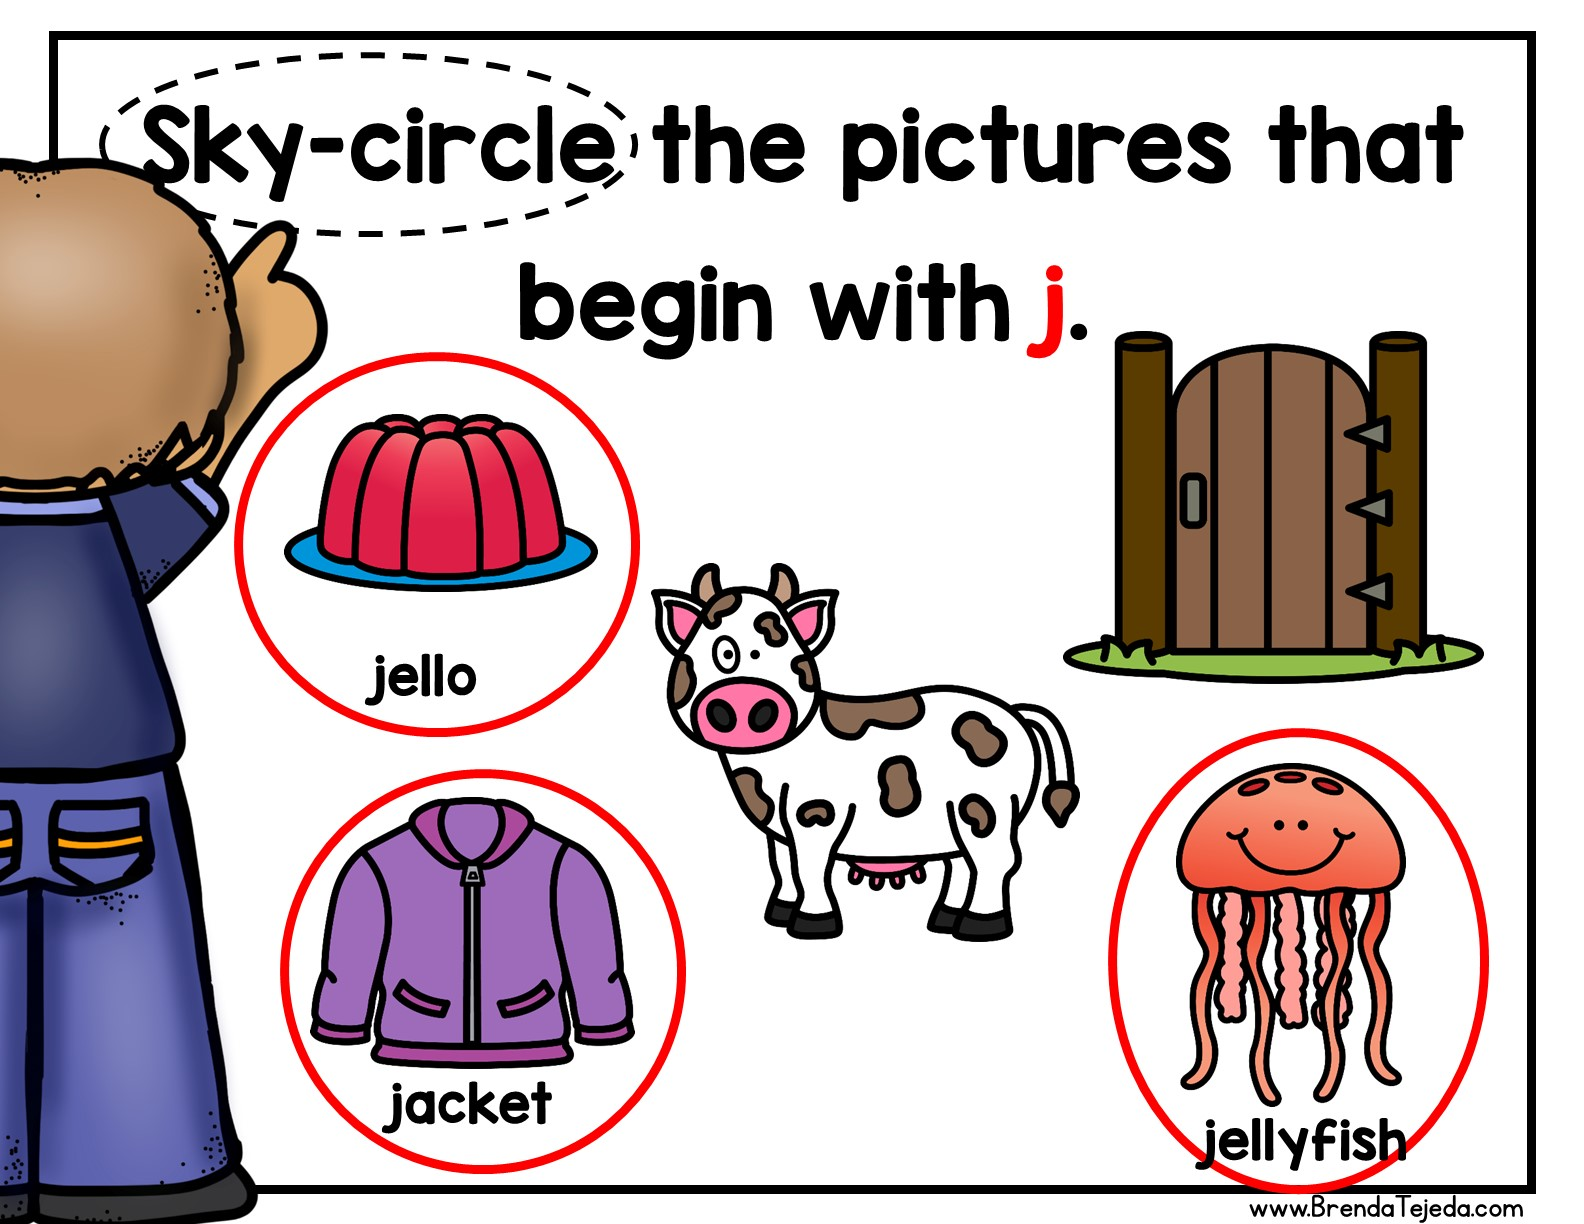 Sky-circle the pictures that
begin with j.
jello
jacket
jellyfish
www.BrendaTejeda.com